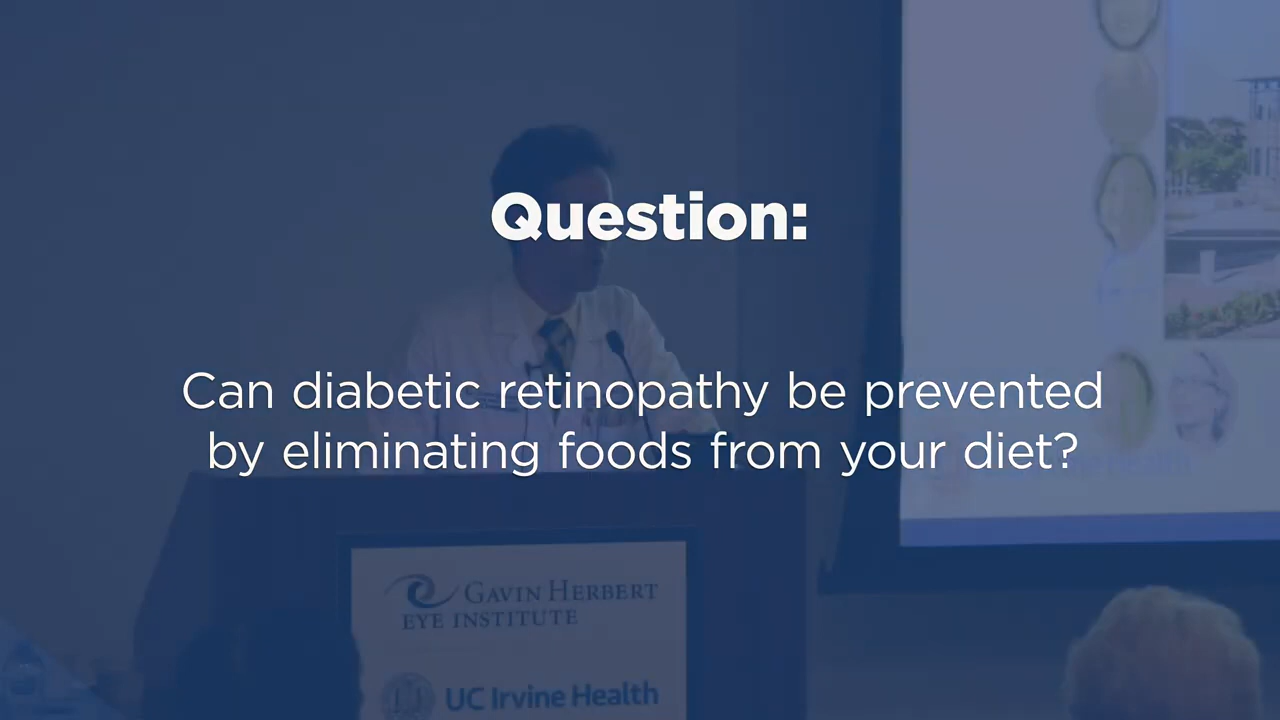 Question:
Can diabetic retinopathy be prevented
by eliminating foods from your diet?
GAVIN HERBERT
EYE INSTITUTE
UC Irvine Health